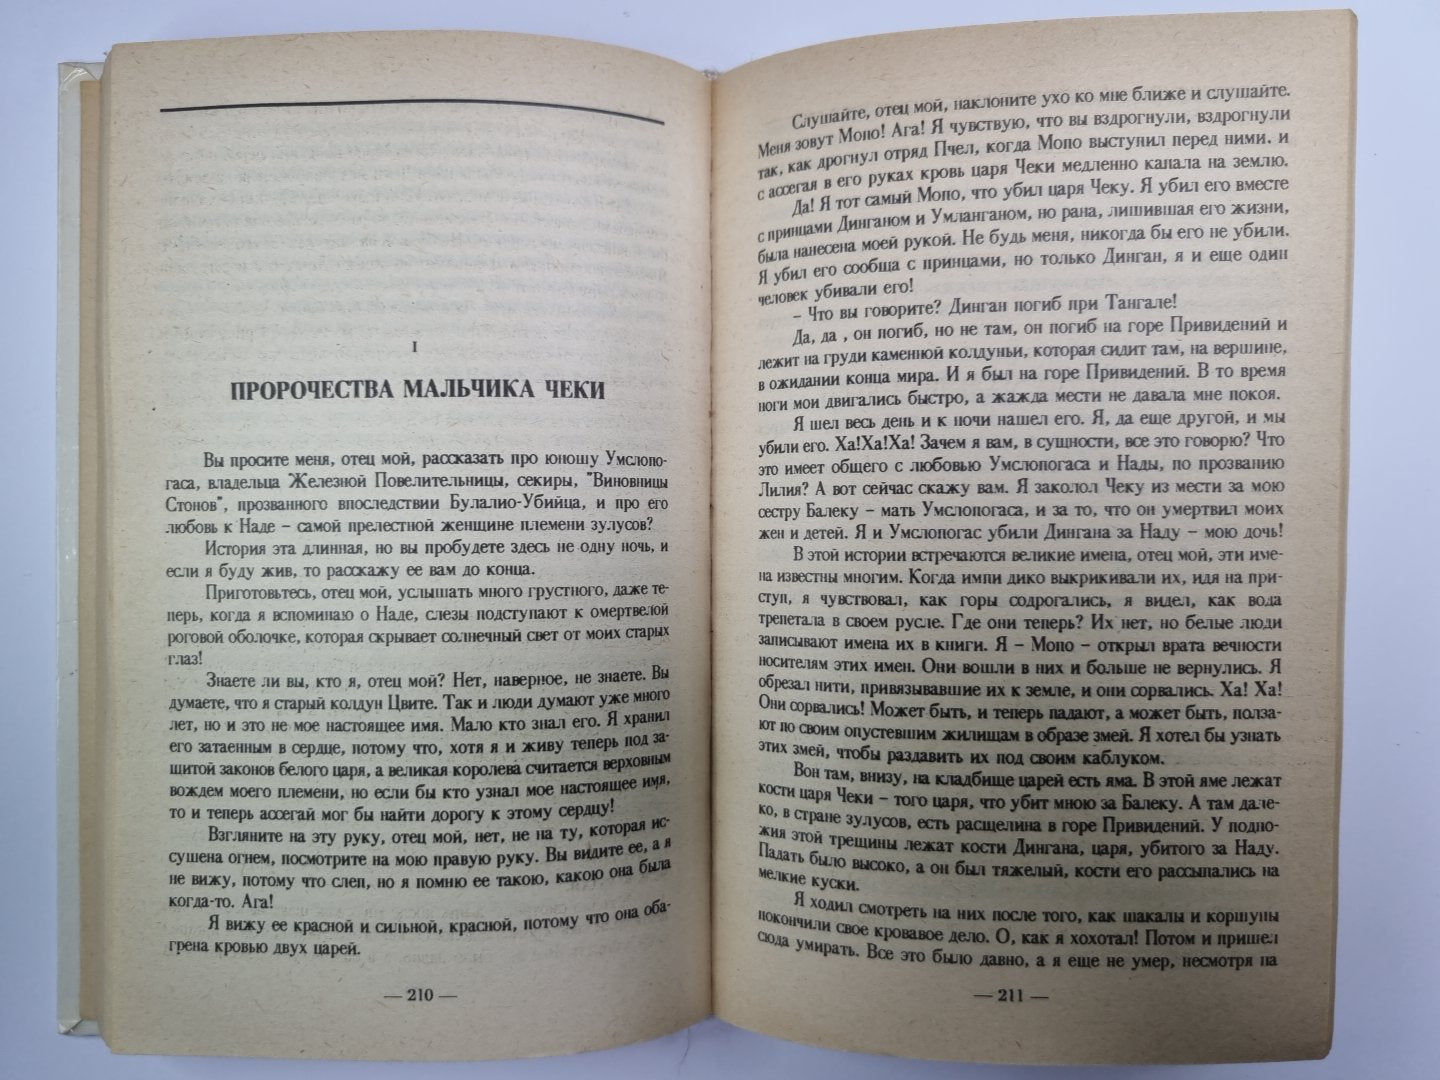 I
ПРОРОЧЕСТВА МАЛЬЧИКА ЧЕКИ
Вы просите меня, отец мой, рассказать про юношу Умслопо-
гаса, владельца Железной Повелительницы, секиры, "Виновницы
Стонов", прозванного впоследствии Булалио-Убийца, и про его
любовь к Наде – самой прелестной женщине племени зулусов?
История эта длинная, но вы пробудете здесь не одну ночь, и
если я буду жив, то расскажу ее вам до конца.
Приготовьтесь, отец мой, услышать много грустного, даже те-
перь, когда я вспоминаю о Наде, слезы подступают к омертвелой
роговой оболочке, которая скрывает солнечный свет от моих старых
глаз!
Знаете ли вы, кто я, отец мой? Нет, наверное, не знаете. Вы
думаете, что я старый колдун Цвите. Так и люди думают уже много
лет, но и это не мое настоящее имя. Мало кто знал его. Я хранил
его затаенным в сердце, потому что, хотя я и живу теперь под за-
щитой законов белого царя, а великая королева считается верховным
вождем моего племени, но если бы кто узнал мое настоящее имя,
то и теперь ассегай мог бы найти дорогу к этому сердцу!
Взгляните на эту руку, отец мой, нет, не на ту, которая ис-
сушена огнем, посмотрите на мою правую руку. Вы видите ее, а я
не вижу, потому что слеп, но я помню ее такою, какою она была
когда-то. Ага!
Я вижу ее красной и сильной, красной, потому что она оба-
грена кровью двух царей.
— 210 —
Слушайте, отец мой, наклоните ухо ко мне ближе и слушайте.
Меня зовут Мопо! Ага! Я чувствую, что вы вздрогнули, вздрогнули
так, как дрогнул отряд Пчел, когда Мопо выступил перед ними. и
с ассегая в его руках кровь царя Чеки медленно капала на землю.
Да! Я тот самый Мопо, что убил царя Чеку. Я убил его вместе
с принцами Динганом и Умланганом, но рана, лишившая его жизни,
была нанесена моей рукой. Не будь меня, никогда бы его не убили.
Я убил его сообща с принцами, но только Динган, я и еще один
человек убивали его!
– Что вы говорите? Динган погиб при Тангале!
Да, да , он погиб, но не там, он погиб на горе Привидений и
лежит на груди каменной колдуньи, которая сидит там, на вершине,
в ожидании конца мира. И я был на горе Привидений. В то время
ноги мои двигались быстро, а жажда мести не давала мне покоя.
Я шел весь день и к ночи нашел его. Я, да еще другой, и мы
убили его. Ха!Ха!Ха! Зачем я вам, в сущности, все это говорю? Что
это имеет общего с любовью Умслопогаса и Нады, по прозванию
Лилия? А вот сейчас скажу вам. Я заколол Чеку из мести за мою
сестру Балеку – мать Умслопогаса, и за то, что он умертвил моих
жен и детей. Я и Умслопогас убили Дингана за Наду – мою дочь!
В этой истории встречаются великие имена, отец мой, эти име-
на известны многим. Когда импи дико выкрикивали их, идя на при-
ступ, я чувствовал, как горы содрогались, я видел, как вода
трепетала в своем русле. Где они теперь? Их нет, но белые люди
записывают имена их в книги. Я – Мопо – открыл врата вечности
носителям этих имен. Они вошли в них и больше не вернулись. Я
обрезал нити, привязывавшие их к земле, и они сорвались. Ха! Ха!
Они сорвались! Может быть, и теперь падают, а может быть, полза-
ют по своим опустевшим жилищам в образе змей. Я хотел бы узнать
этих змей, чтобы раздавить их под своим каблуком.
Вон там, внизу, на кладбище царей есть яма. В этой яме лежат
кости царя Чеки – того царя, что убит мною за Балеку. А там дале-
ко, в стране зулусов, есть расщелина в горе Привидений. У подно-
жия этой трещины лежат кости Дингана, царя, убитого за Наду.
Падать было высоко, а он был тяжелый, кости его рассыпались на
мелкие куски.
Я ходил смотреть на них после того, как шакалы и коршуны
покончили свое кровавое дело. О, как я хохотал! Потом и пришел
сюда умирать. Все это было давно, а я еще не умер, несмотря на
— 211 —